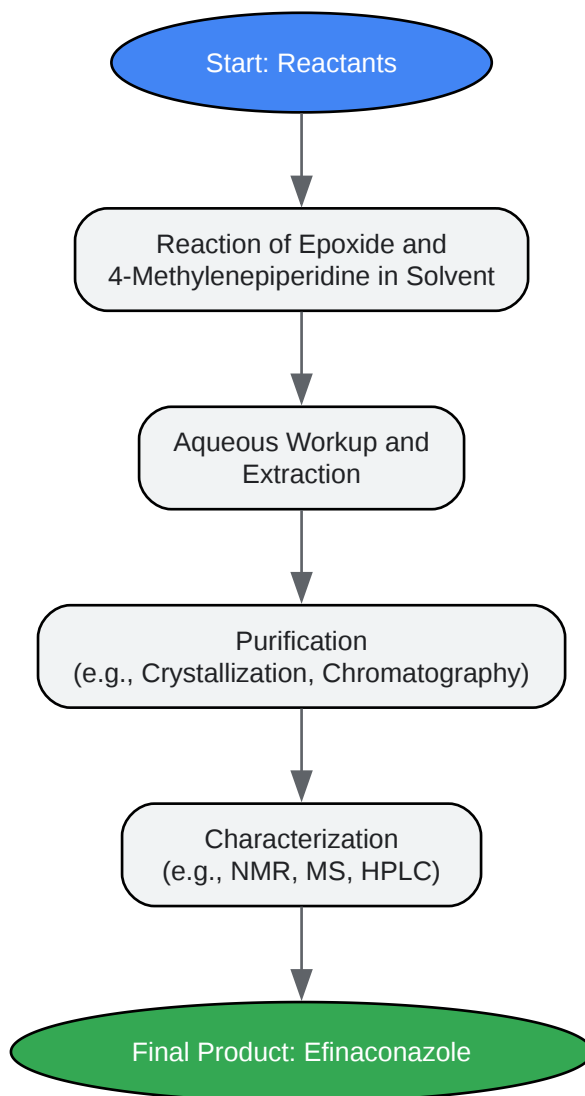 Start: Reactants
Reaction of Epoxide and
4-Methylenepiperidine in Solvent
Aqueous Workup and
Extraction
Purification
(e.g., Crystallization, Chromatography)
Characterization
(e.g., NMR, MS, HPLC)
Final Product: Efinaconazole